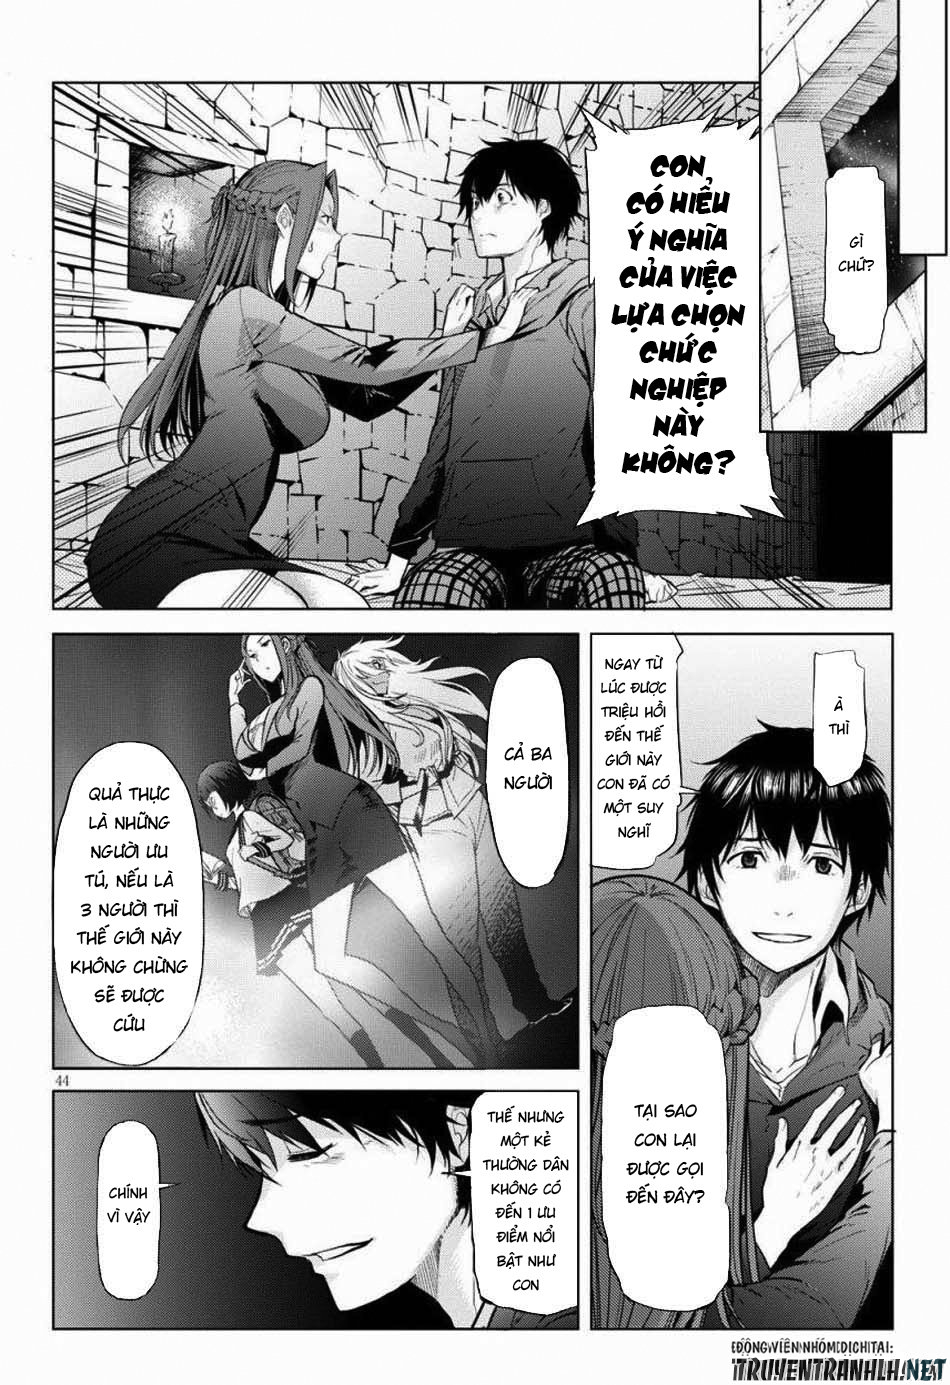 GÌ
CHỨ?
CON
CÓ HIỂU
Ý NGHĨA
CỦA VIỆC
LỰA CHỌN
CHỨC
NGHIỆP
NÀY
KHÔNG?
À
THÌ
NGAY TỪ
LÚC ĐƯỢC
TRIỆU HỒI
ĐẾN THẾ
GIỚI NÀY
CON ĐÃ CÓ
MỘT SUY
NGHĨ
TẠI SAO
CON LẠI
ĐƯỢC GỌI
ĐẾN ĐÂY?
CẢ BA
NGƯỜI
QUẢ THỰC
LÀ NHỮNG
NGƯỜI ƯU
TÚ, NẾU LÀ
3 NGƯỜI THÌ
THẾ GIỚI NÀY
KHÔNG CHỪNG
SẼ ĐƯỢC
CỨU
44
THẾ NHƯNG
MỘT KẺ
THƯỜNG DÂN
KHÔNG CÓ
ĐẾN 1 ƯU
ĐIỂM NỔI
BẬT NHƯ
CON
CHÍNH
VÌ VẬY
ĐỘNG VIÊN NHÓM DỊCH TẠI:
TRUYENTRANHLH.NET